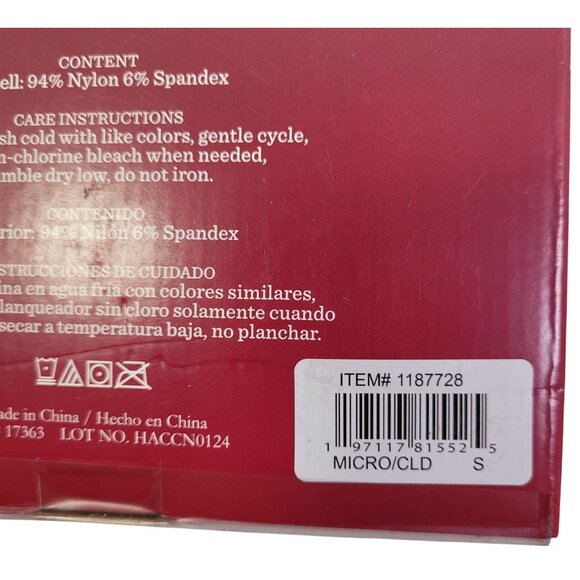 CONTENT
ell: 94% Nylon 6% Spandex
CARE INSTRUCTIONS
sh cold with like colors, gentle cycle,
n-chlorine bleach when needed,
mble dry low, do not iron.
CONTENIDO
rior: 94% Nilón 6% Spandex
STRUCCIONES DE CUIDADO
ina en agua fría con colores similares,
lanqueador sin cloro solamente cuando
secar a temperatura baja, no planchar.
ade in China / Hecho en China
17363 LOT NO. HACCN0124
ITEM# 1187728
1 97117 81552 5
MICRO/CLD S